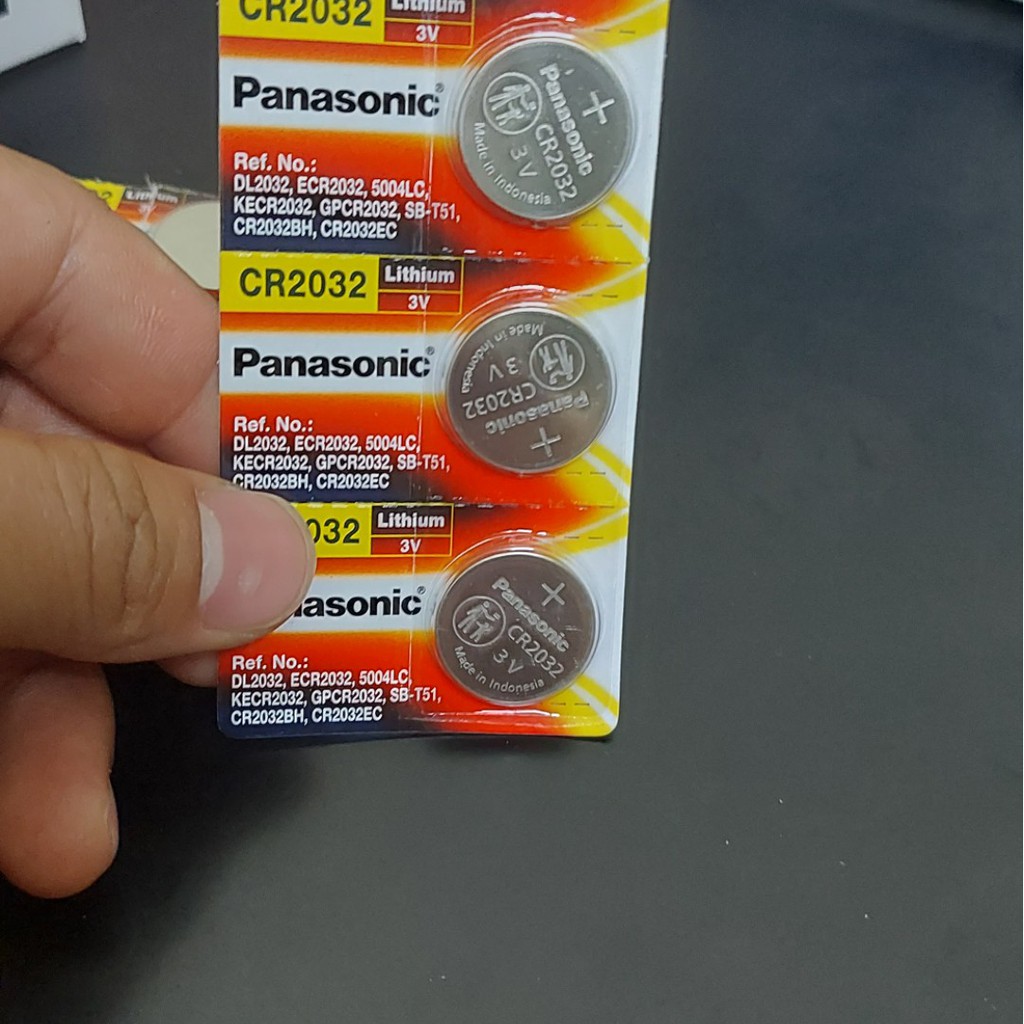 CR2032
Lithium
3V
Panasonic®
Ref. No.:
DL2032, ECR2032, 5004LC,
KECR2032, GPCR2032, SB-T51,
CR2032BH, CR2032EC
+
Panasonic
CR2032
3V
Made in Indonesia
CR2032
Lithium
3V
Panasonic®
Ref. No.:
DL2032, ECR2032, 5004LC,
KECR2032, GPCR2032, SB-T51,
CR2032BH, CR2032EC
+
Panasonic
CR2032
3V
Made in Indonesia
032
Lithium
3V
asonic®
Ref. No.:
DL2032, ECR2032, 5004LC,
KECR2032, GPCR2032, SB-T51,
CR2032BH, CR2032EC
+
Panasonic
CR2032
3V
Made in Indonesia
Lithium